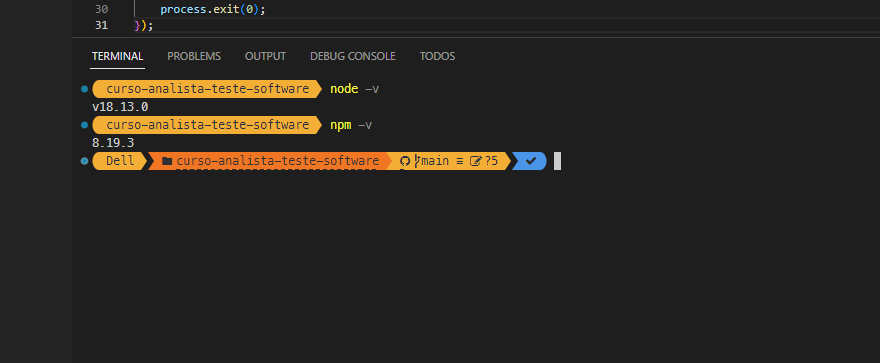 30 process.exit(0);
31 });
TERMINAL PROBLEMS OUTPUT DEBUG CONSOLE TODOS
curso-analista-teste-software node -v
v18.13.0
curso-analista-teste-software npm -v
8.19.3
Dell curso-analista-teste-software main ≡ ?5